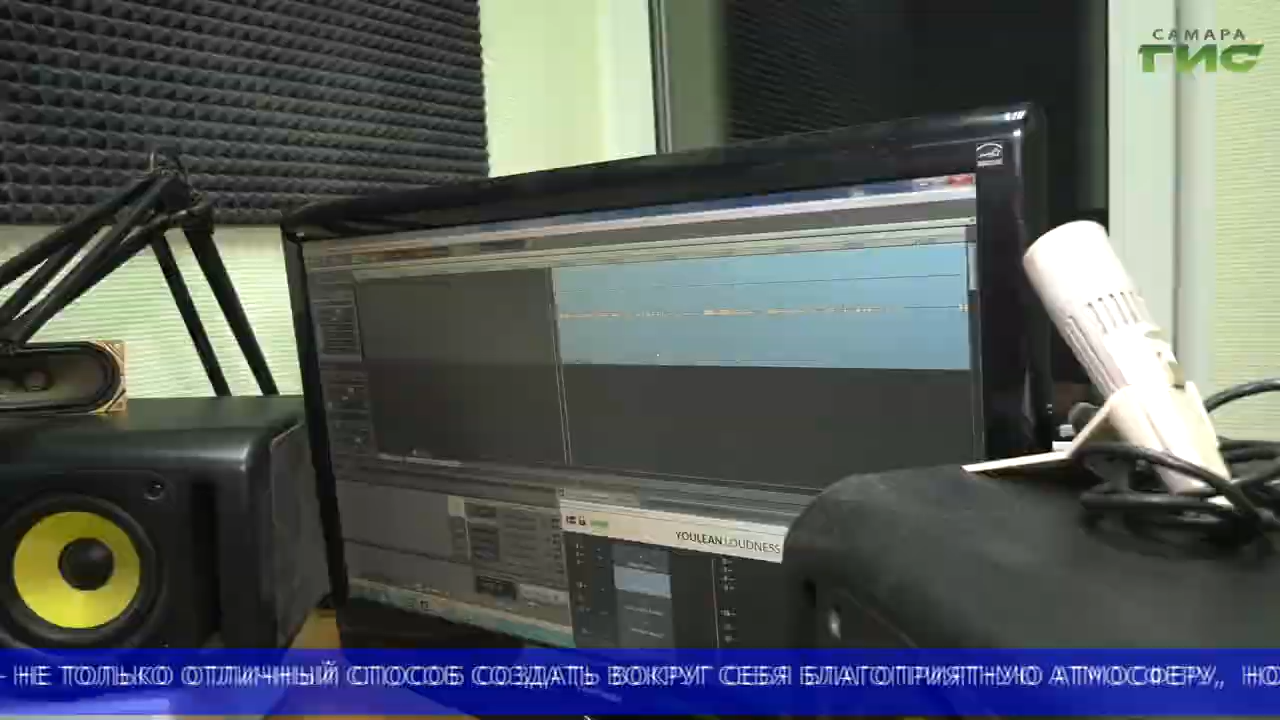 САМАРА
ГИС
YOULEAN LOUDNESS
- НЕ ТОЛЬКО ОТЛИЧНЫЙ СПОСОБ СОЗДАТЬ ВОКРУГ СЕБЯ БЛАГОПРИЯТНУЮ АТМОСФЕРУ, НО